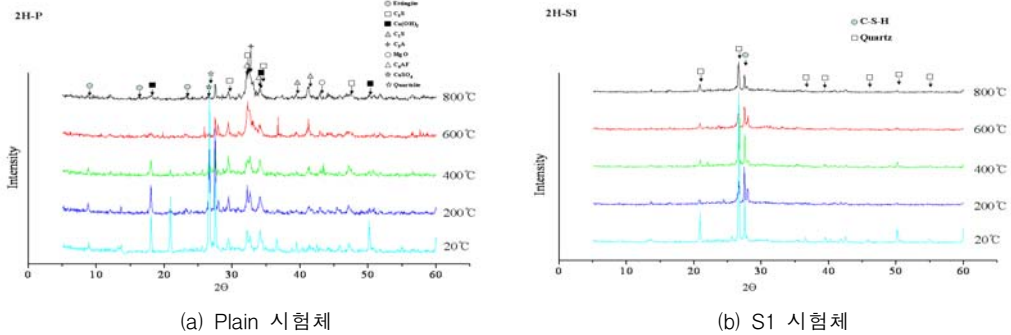 2H-P
Ettringite
C₂S
Ca(OH)₂
C₃S
C₃A
MgO
C₄AF
CaSO₄
Quartzite
800℃
600℃
400℃
200℃
20℃
Intensity
0 10 20 30 40 50 60
2Θ
(a) Plain 시험체
2H-S1
C-S-H
Quartz
800℃
600℃
400℃
200℃
20℃
Intensity
0 10 20 30 40 50 60
2Θ
(b) S1 시험체